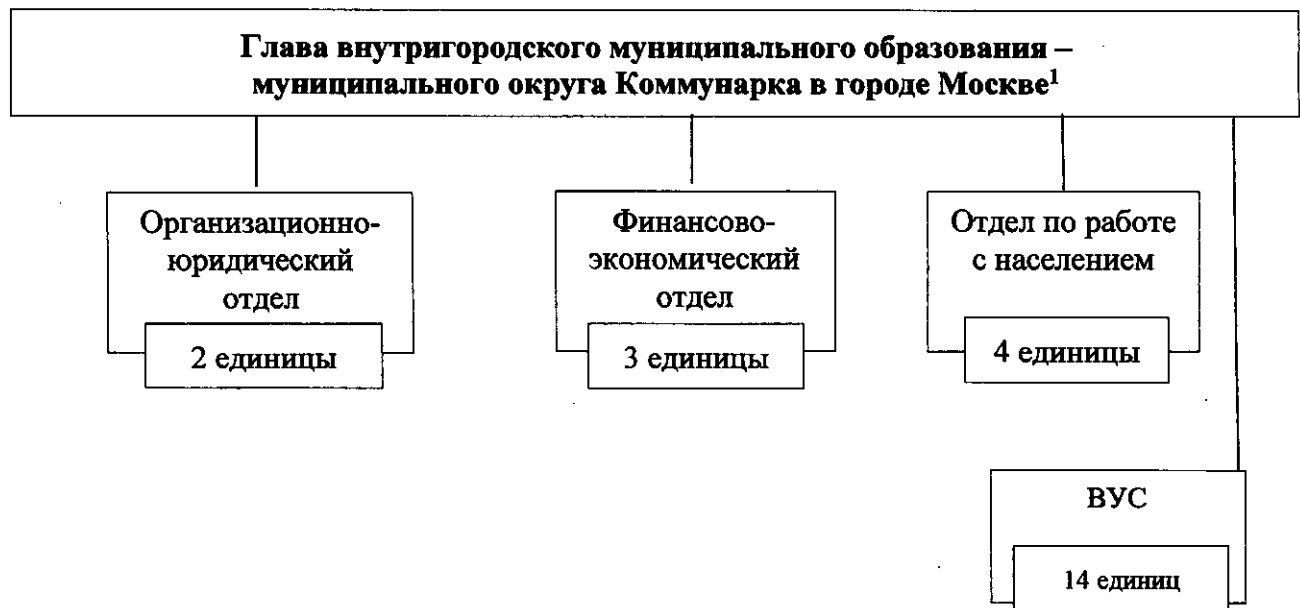 Глава внутригородского муниципального образования –
муниципального округа Коммунарка в городе Москве¹
Организационно-
юридический
отдел
2 единицы
Финансово-
экономический
отдел
3 единицы
Отдел по работе
с населением
4 единицы
ВУС
14 единиц